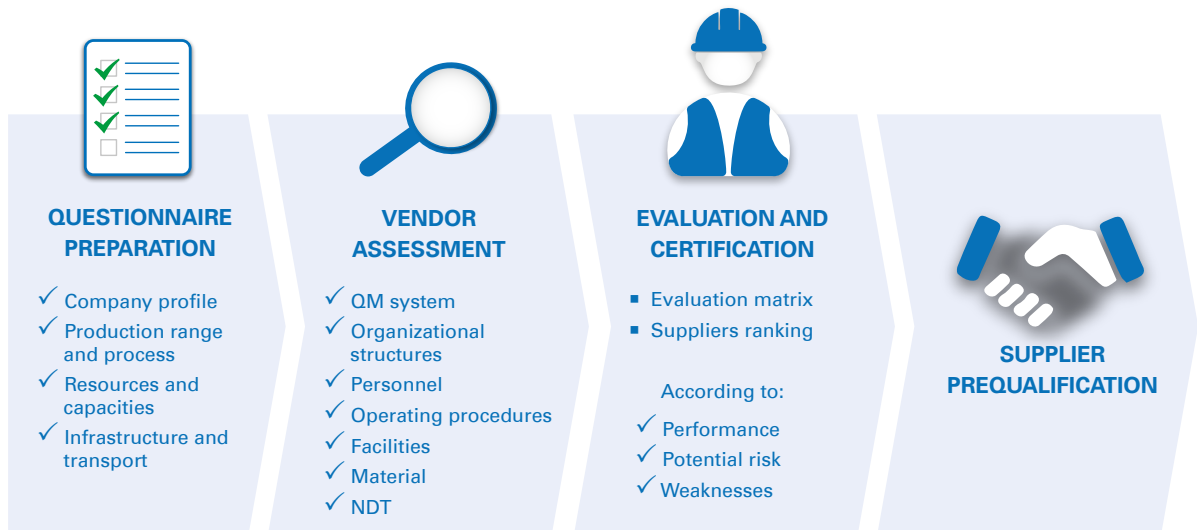 QUESTIONNAIRE
PREPARATION
Company profile
Production range
and process
Resources and
capacities
Infrastructure and
transport
VENDOR
ASSESSMENT
QM system
Organizational
structures
Personnel
Operating procedures
Facilities
Material
NDT
EVALUATION AND
CERTIFICATION
Evaluation matrix
Suppliers ranking
According to:
Performance
Potential risk
Weaknesses
SUPPLIER
PREQUALIFICATION